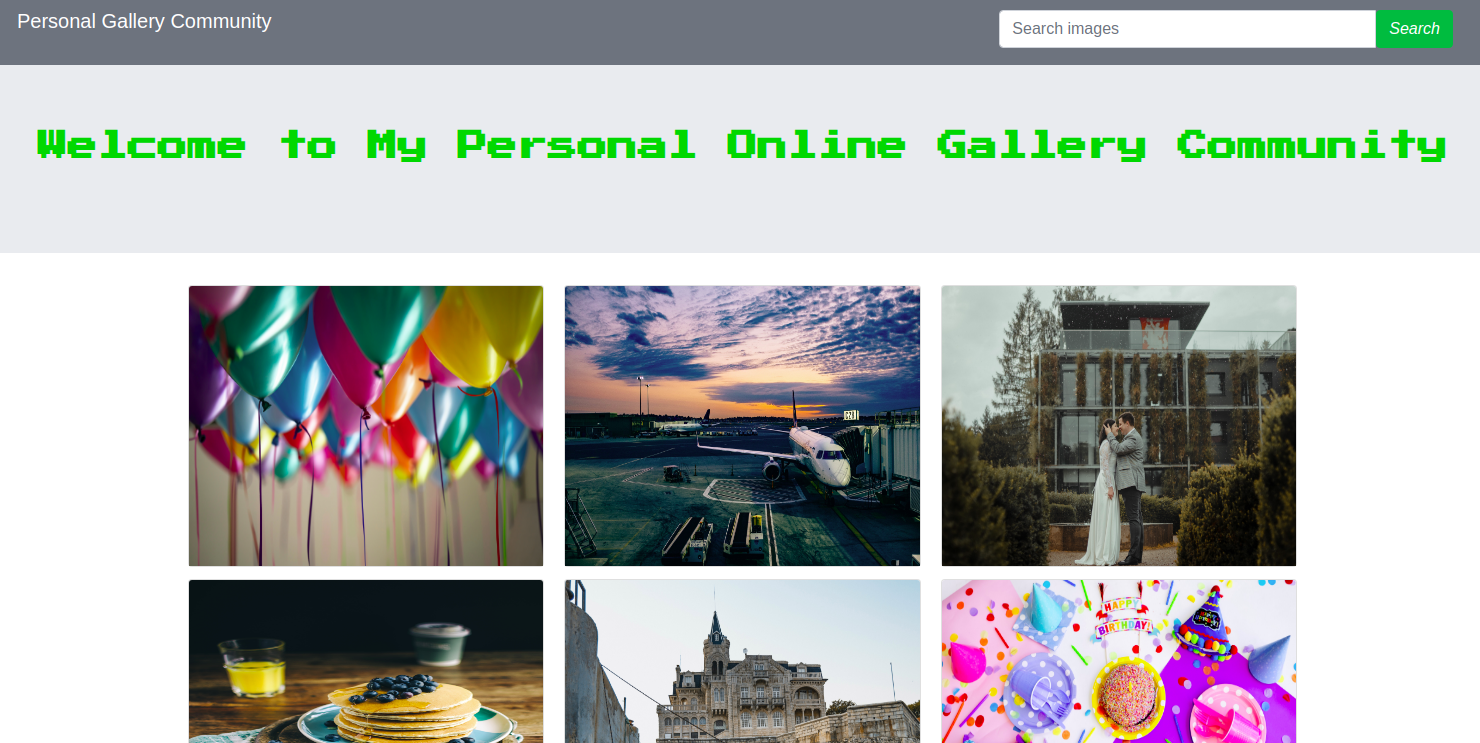 Personal Gallery Community
Search images
Search
Welcome to My Personal Online Gallery Community
HAPPY
BIRTHDAY!